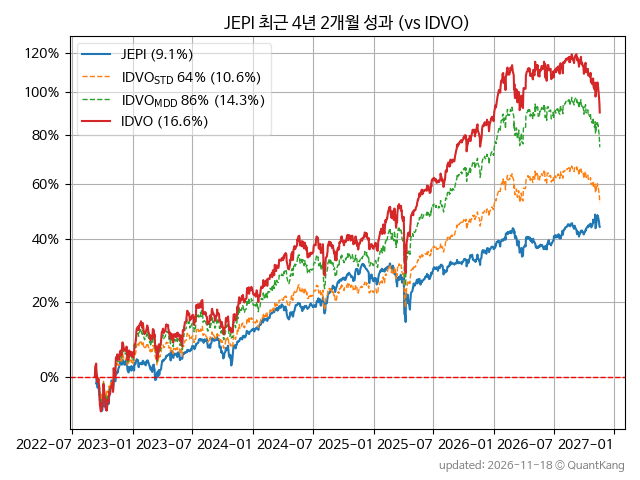 JEPI 최근 4년 2개월 성과 (vs IDVO)
JEPI (9.1%)
IDVO_STD 64% (10.6%)
IDVO_MDD 86% (14.3%)
IDVO (16.6%)
120%
100%
80%
60%
40%
20%
0%
2022-07 2023-01 2023-07 2024-01 2024-07 2025-01 2025-07 2026-01 2026-07 2027-01
updated: 2026-11-18 © QuantKang